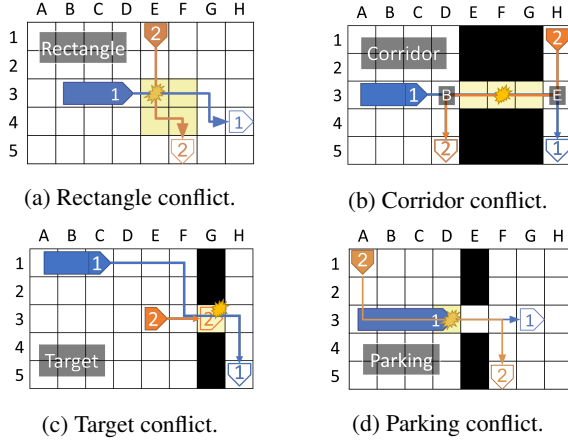 A B C D E F G H
1 2
Rectangle
2
3 1
4 1
5 2
(a) Rectangle conflict.
A B C D E F G H
1 2
Corridor
2
3 1 B E
4
5 2 1
(b) Corridor conflict.
A B C D E F G H
1 1
2
3 2 2
4
Target
5 1
(c) Target conflict.
A B C D E F G H
1 2
2
3 1 1
4
Parking
5 2
(d) Parking conflict.